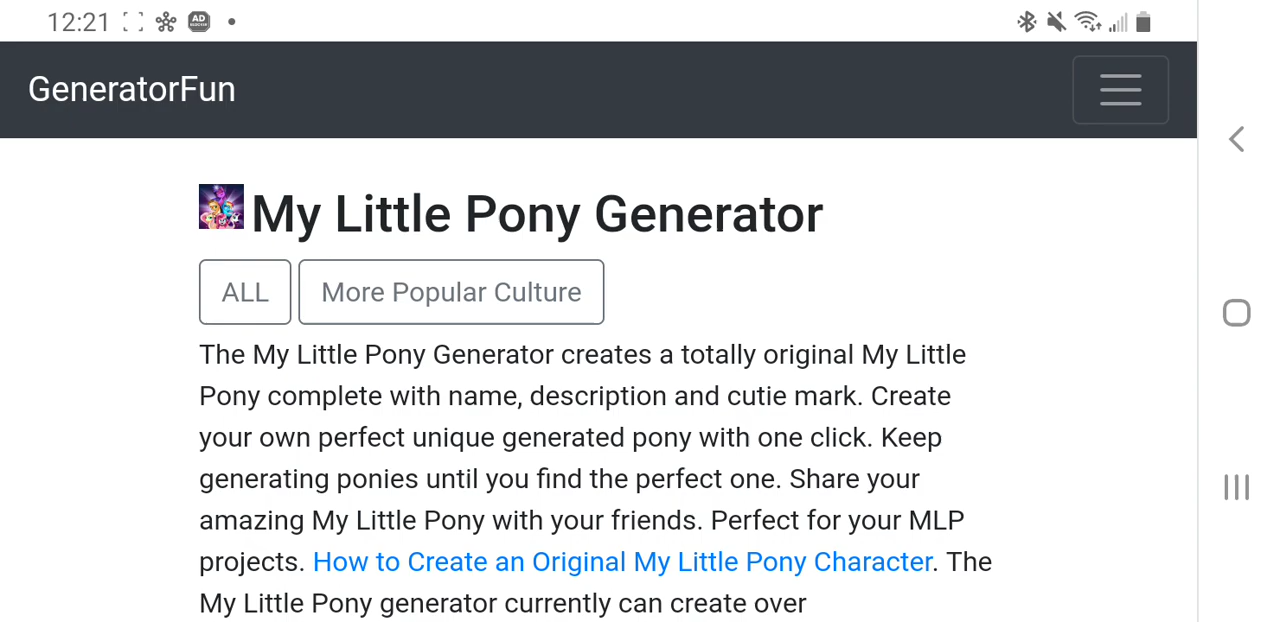 12:21
AD
GeneratorFun
My Little Pony Generator
ALL
More Popular Culture
The My Little Pony Generator creates a totally original My Little
Pony complete with name, description and cutie mark. Create
your own perfect unique generated pony with one click. Keep
generating ponies until you find the perfect one. Share your
amazing My Little Pony with your friends. Perfect for your MLP
projects. How to Create an Original My Little Pony Character. The
My Little Pony generator currently can create over